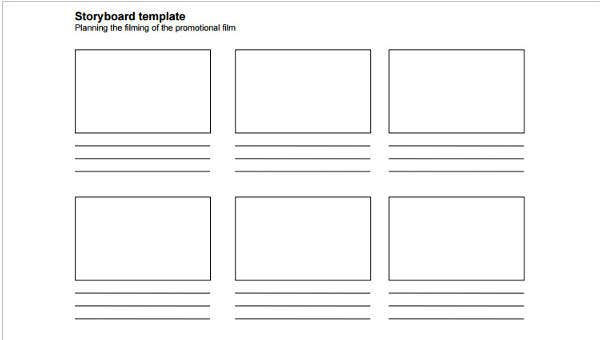 Storyboard template
Planning the filming of the promotional film